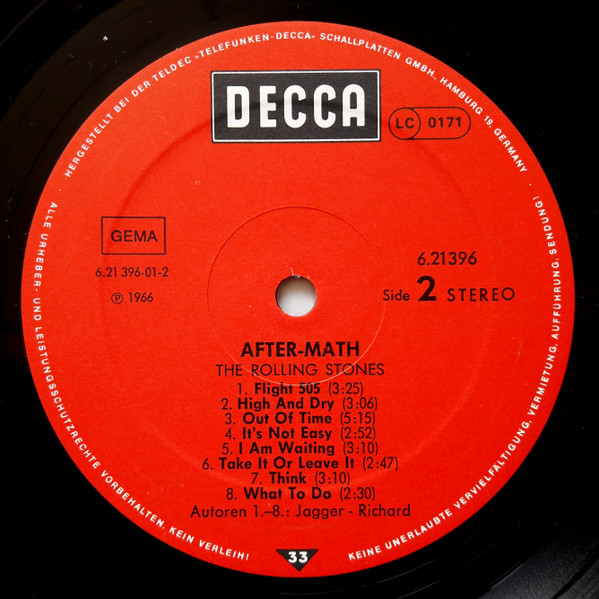 HERGESTELLT BEI DER TELDEC »TELEFUNKEN-DECCA« SCHALLPLATTEN GMBH, HAMBURG 19 GERMANY
DECCA
LC 0171
GEMA
6.21 396-01-2
℗ 1966
6.21396
Side 2 STEREO
AFTER-MATH
THE ROLLING STONES
1. Flight 505 (3:25)
2. High And Dry (3:06)
3. Out Of Time (5:15)
4. It's Not Easy (2:52)
5. I Am Waiting (3:10)
6. Take It Or Leave It (2:47)
7. Think (3:10)
8. What To Do (2:30)
Autoren 1.–8.: Jagger - Richard
33
ALLE URHEBER- UND LEISTUNGSSCHUTZRECHTE VORBEHALTEN. KEIN VERLEIH!
KEINE UNERLAUBTE VERVIELFÄLTIGUNG, VERMIETUNG, AUFFÜHRUNG, SENDUNG!